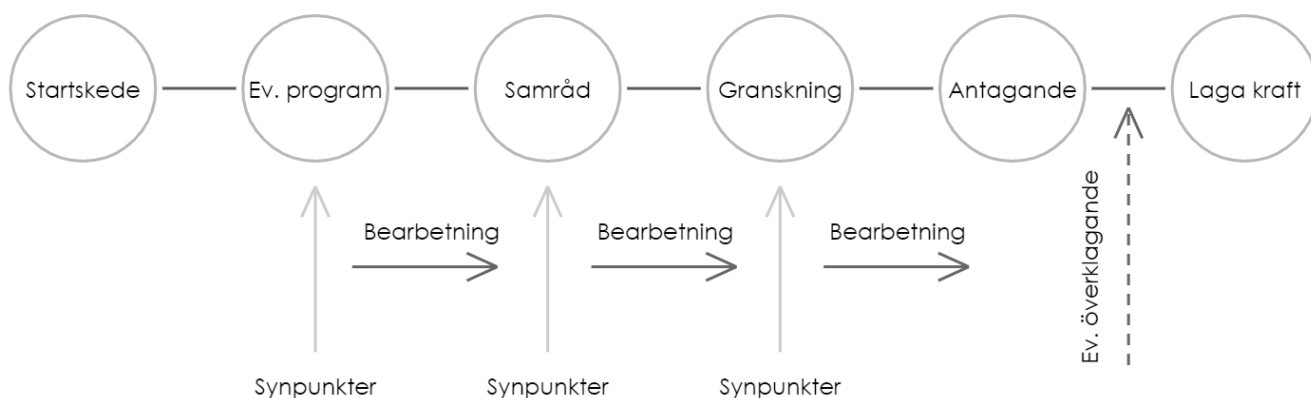 Startskede
Ev. program
Samråd
Granskning
Antagande
Laga kraft
Bearbetning
Bearbetning
Bearbetning
Ev. överklagande
Synpunkter
Synpunkter
Synpunkter